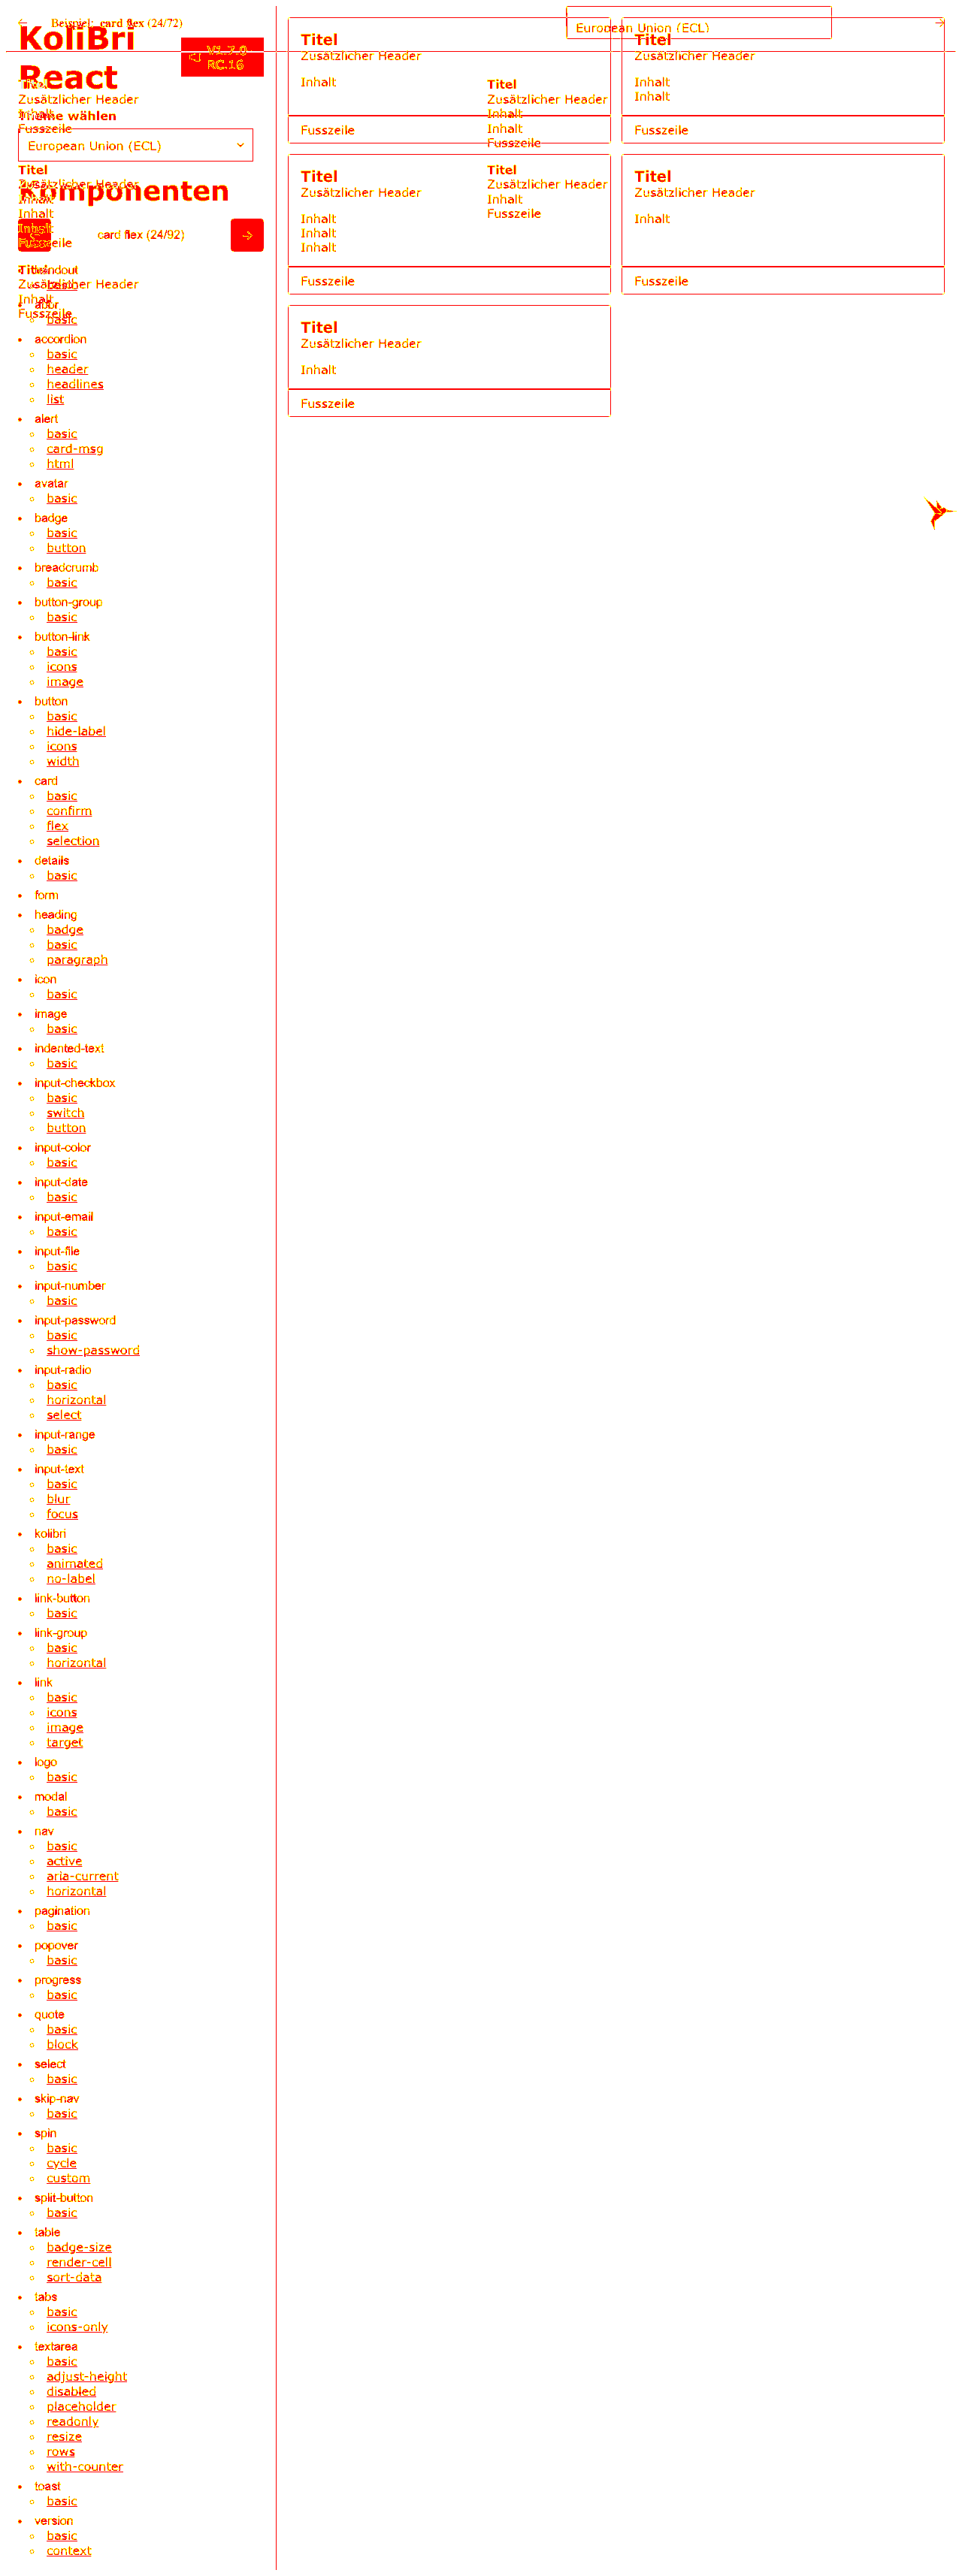 ← Beispiel: card flex (24/72)
European Union (ECL)
→
KoliBri
React
V1.7.0-
RC.16
Titel
Zusätzlicher Header
Inhalt
Fusszeile
Theme wählen
European Union (ECL)
Titel
Zusätzlicher Header
Inhalt
Inhalt
Inhalt
Fusszeile
Komponenten
← card flex (24/92) →
Titel
Zusätzlicher Header
Inhalt
Fusszeile
basic
abbr
basic
accordion
basic
header
headlines
list
alert
basic
card-msg
html
avatar
basic
badge
basic
button
breadcrumb
basic
button-group
basic
button-link
basic
icons
image
button
basic
hide-label
icons
width
card
basic
confirm
flex
selection
details
basic
form
heading
badge
basic
paragraph
icon
basic
image
basic
indented-text
basic
input-checkbox
basic
switch
button
input-color
basic
input-date
basic
input-email
basic
input-file
basic
input-number
basic
input-password
basic
show-password
input-radio
basic
horizontal
select
input-range
basic
input-text
basic
blur
focus
kolibri
basic
animated
no-label
link-button
basic
link-group
basic
horizontal
link
basic
icons
image
target
logo
basic
modal
basic
nav
basic
active
aria-current
horizontal
pagination
basic
popover
basic
progress
basic
quote
basic
block
select
basic
skip-nav
basic
spin
basic
cycle
custom
split-button
basic
table
badge-size
render-cell
sort-data
tabs
basic
icons-only
textarea
basic
adjust-height
disabled
placeholder
readonly
resize
rows
with-counter
toast
basic
version
basic
context
Titel
Zusätzlicher Header
Inhalt
Fusszeile
Titel
Zusätzlicher Header
Inhalt
Inhalt
Fusszeile
Titel
Zusätzlicher Header
Inhalt
Inhalt
Fusszeile
Titel
Zusätzlicher Header
Inhalt
Inhalt
Inhalt
Fusszeile
Titel
Zusätzlicher Header
Inhalt
Fusszeile
Titel
Zusätzlicher Header
Inhalt
Fusszeile
Titel
Zusätzlicher Header
Inhalt
Fusszeile